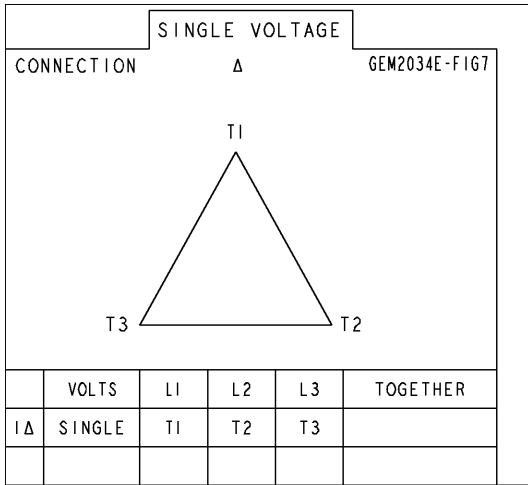 SINGLE VOLTAGE
CONNECTION Δ GEM2034E-FIG7
T1
T3 T2
VOLTS L1 L2 L3 TOGETHER
1Δ SINGLE T1 T2 T3